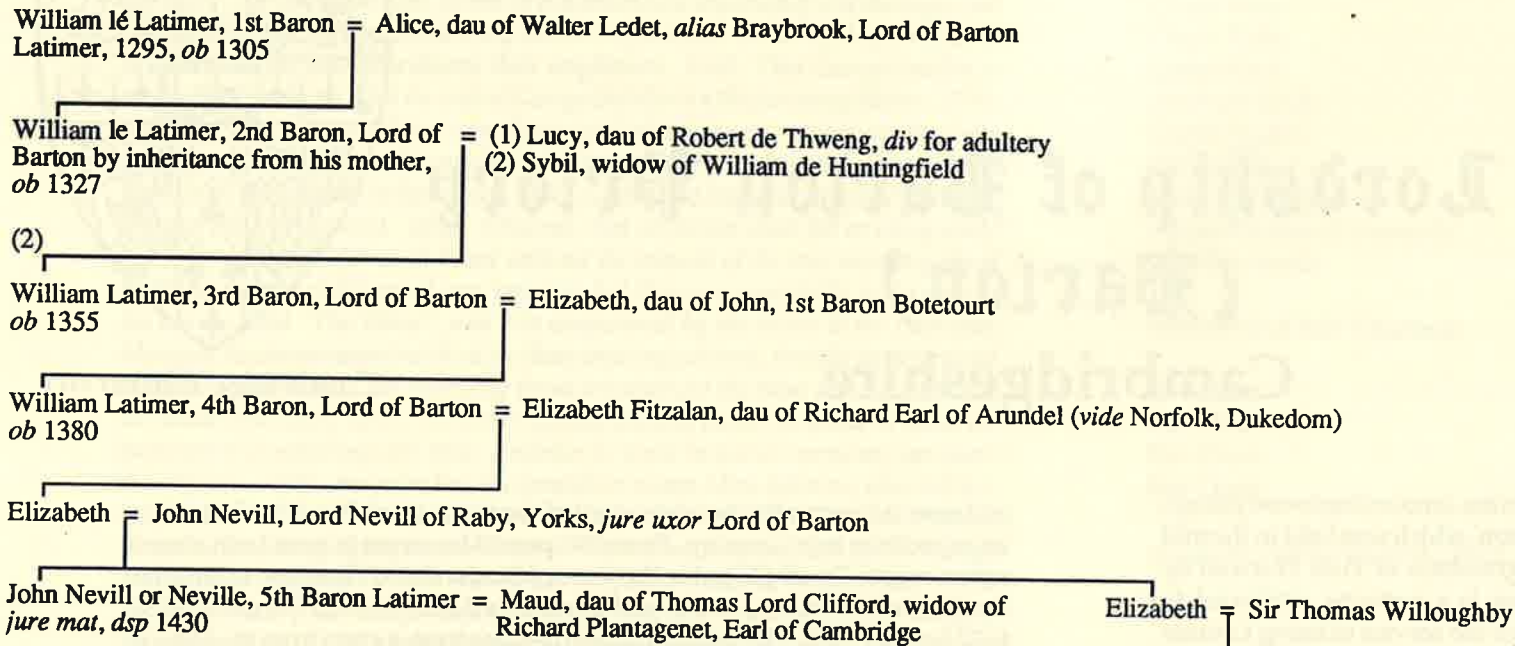 William lé Latimer, 1st Baron = Alice, dau of Walter Ledet, alias Braybrook, Lord of Barton
Latimer, 1295, ob 1305
William le Latimer, 2nd Baron, Lord of = (1) Lucy, dau of Robert de Thweng, div for adultery
Barton by inheritance from his mother, (2) Sybil, widow of William de Huntingfield
ob 1327
(2)
William Latimer, 3rd Baron, Lord of Barton = Elizabeth, dau of John, 1st Baron Botetourt
ob 1355
William Latimer, 4th Baron, Lord of Barton = Elizabeth Fitzalan, dau of Richard Earl of Arundel (vide Norfolk, Dukedom)
ob 1380
Elizabeth = John Nevill, Lord Nevill of Raby, Yorks, jure uxor Lord of Barton
John Nevill or Neville, 5th Baron Latimer = Maud, dau of Thomas Lord Clifford, widow of Elizabeth = Sir Thomas Willoughby
jure mat, dsp 1430 Richard Plantagenet, Earl of Cambridge
Lordship of Barton Priory
(Barton)
Cambridgeshire